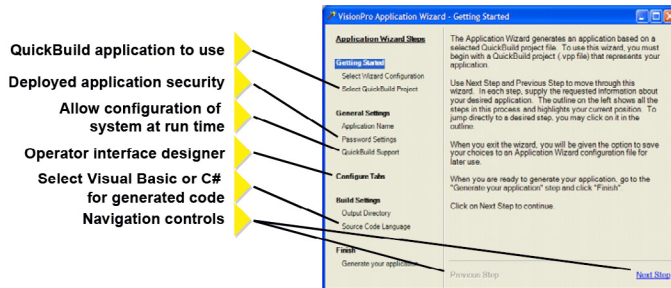 QuickBuild application to use
Deployed application security
Allow configuration of
system at run time
Operator interface designer
Select Visual Basic or C#
for generated code
Navigation controls
VisionPro Application Wizard - Getting Started
Application Wizard Steps
Getting Started
Select Wizard Configuration
Select QuickBuild Project
General Settings
Application Name
Password Settings
QuickBuild Support
Configure Tabs
Build Settings
Output Directory
Source Code Language
Finish
Generate your application
The Application Wizard generates an application based on a
selected QuickBuild project file. To use this wizard, you must
begin with a QuickBuild project (.vpp file) that represents your
application.
Use Next Step and Previous Step to move through this
wizard. In each step, supply the requested information about
your desired application. The outline on the left shows all the
steps in this process and highlights your current position. To
jump directly to a desired step, you may click on it in the
outline.
When you exit the wizard, you will be given the option to save
your choices to an Application Wizard configuration file for
later use.
When you are ready to generate your application, go to the
"Generate your application" step and click "Finish".
Click on Next Step to continue.
Previous Step
Next Step